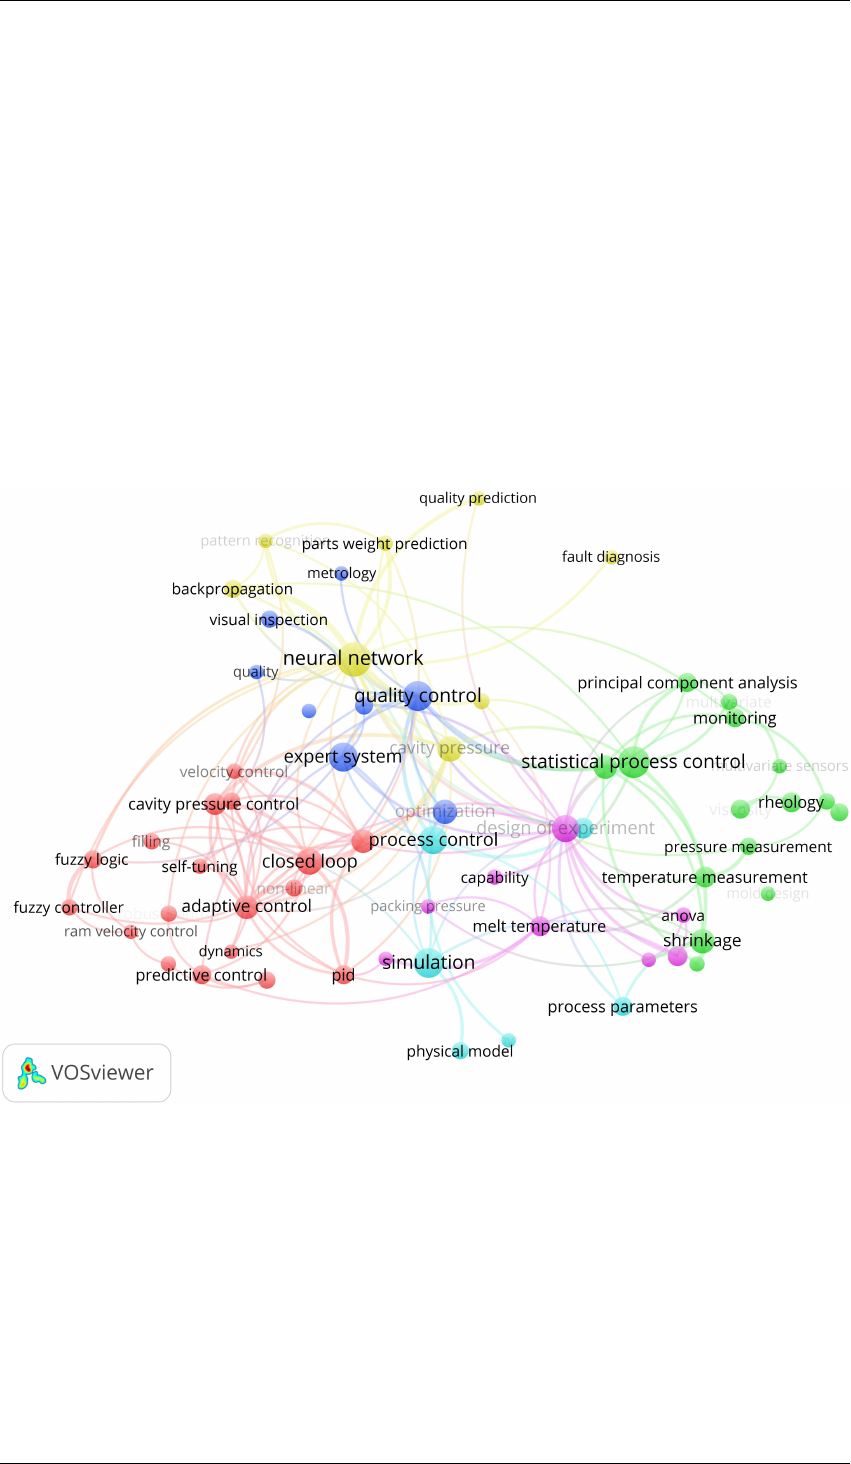 quality prediction
pattern recognition
parts weight prediction
fault diagnosis
metrology
backpropagation
visual inspection
neural network
quality
principal component analysis
quality control
multivariate
monitoring
cavity pressure
expert system
statistical process control
multivariate sensors
velocity control
cavity pressure control
rheology
viscosity
optimization
design of experiment
filling
process control
pressure measurement
fuzzy logic
closed loop
self-tuning
capability
temperature measurement
non-linear
mold design
fuzzy controller
adaptive control
packing pressure
anova
ram velocity control
melt temperature
shrinkage
dynamics
simulation
predictive control
pid
process parameters
physical model
VOSviewer